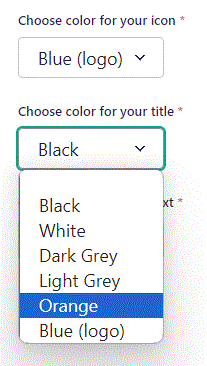 Choose color for your icon *
Blue (logo)
Choose color for your title *
Black
xt *
Black
White
Dark Grey
Light Grey
Orange
Blue (logo)